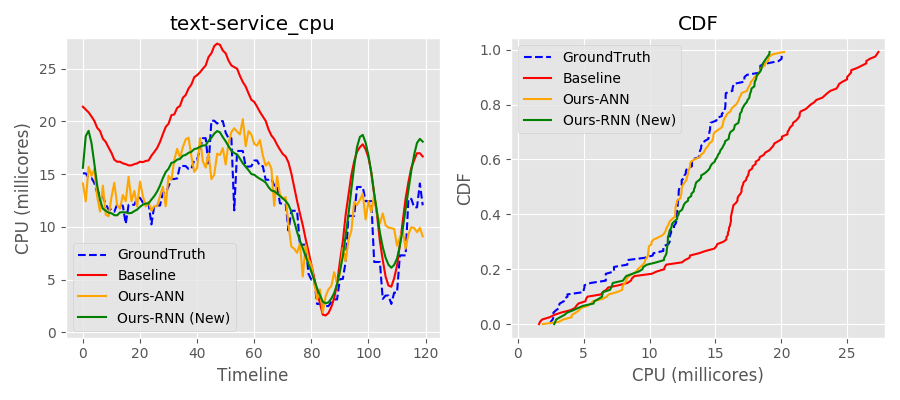 text-service_cpu
CPU (millicores)
25
20
15
10
5
0
GroundTruth
Baseline
Ours-ANN
Ours-RNN (New)
0 20 40 60 80 100 120
Timeline
CDF
CDF
1.0
0.8
0.6
0.4
0.2
0.0
GroundTruth
Baseline
Ours-ANN
Ours-RNN (New)
0 5 10 15 20 25
CPU (millicores)